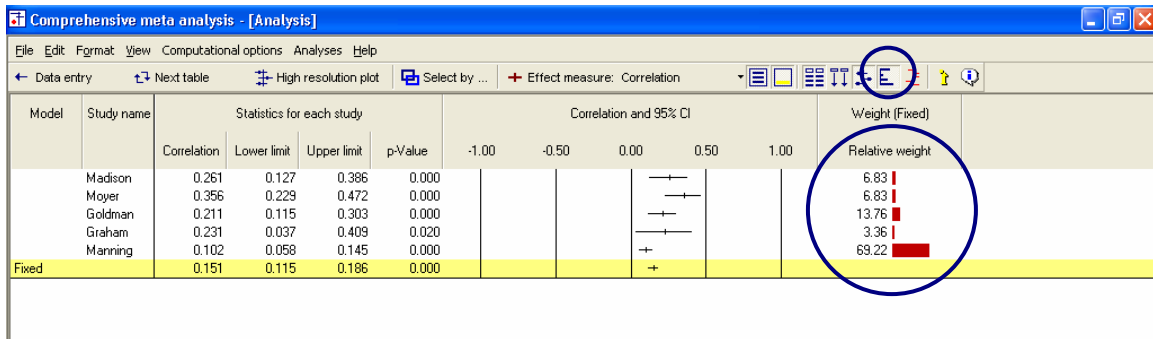 Comprehensive meta analysis - [Analysis]
File Edit Format View Computational options Analyses Help
← Data entry Next table High resolution plot Select by ... + Effect measure: Correlation
Model Study name Statistics for each study Correlation and 95% CI Weight (Fixed)
Correlation Lower limit Upper limit p-Value -1.00 -0.50 0.00 0.50 1.00 Relative weight
Madison 0.261 0.127 0.386 0.000 6.83
Moyer 0.356 0.229 0.472 0.000 6.83
Goldman 0.211 0.115 0.303 0.000 13.76
Graham 0.231 0.037 0.409 0.020 3.36
Manning 0.102 0.058 0.145 0.000 69.22
Fixed 0.151 0.115 0.186 0.000